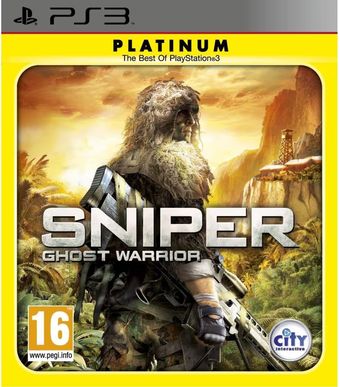 PS3
PLATINUM
The Best Of PlayStation®3
SNIPER
GHOST WARRIOR
16
www.pegi.info
city
interactive